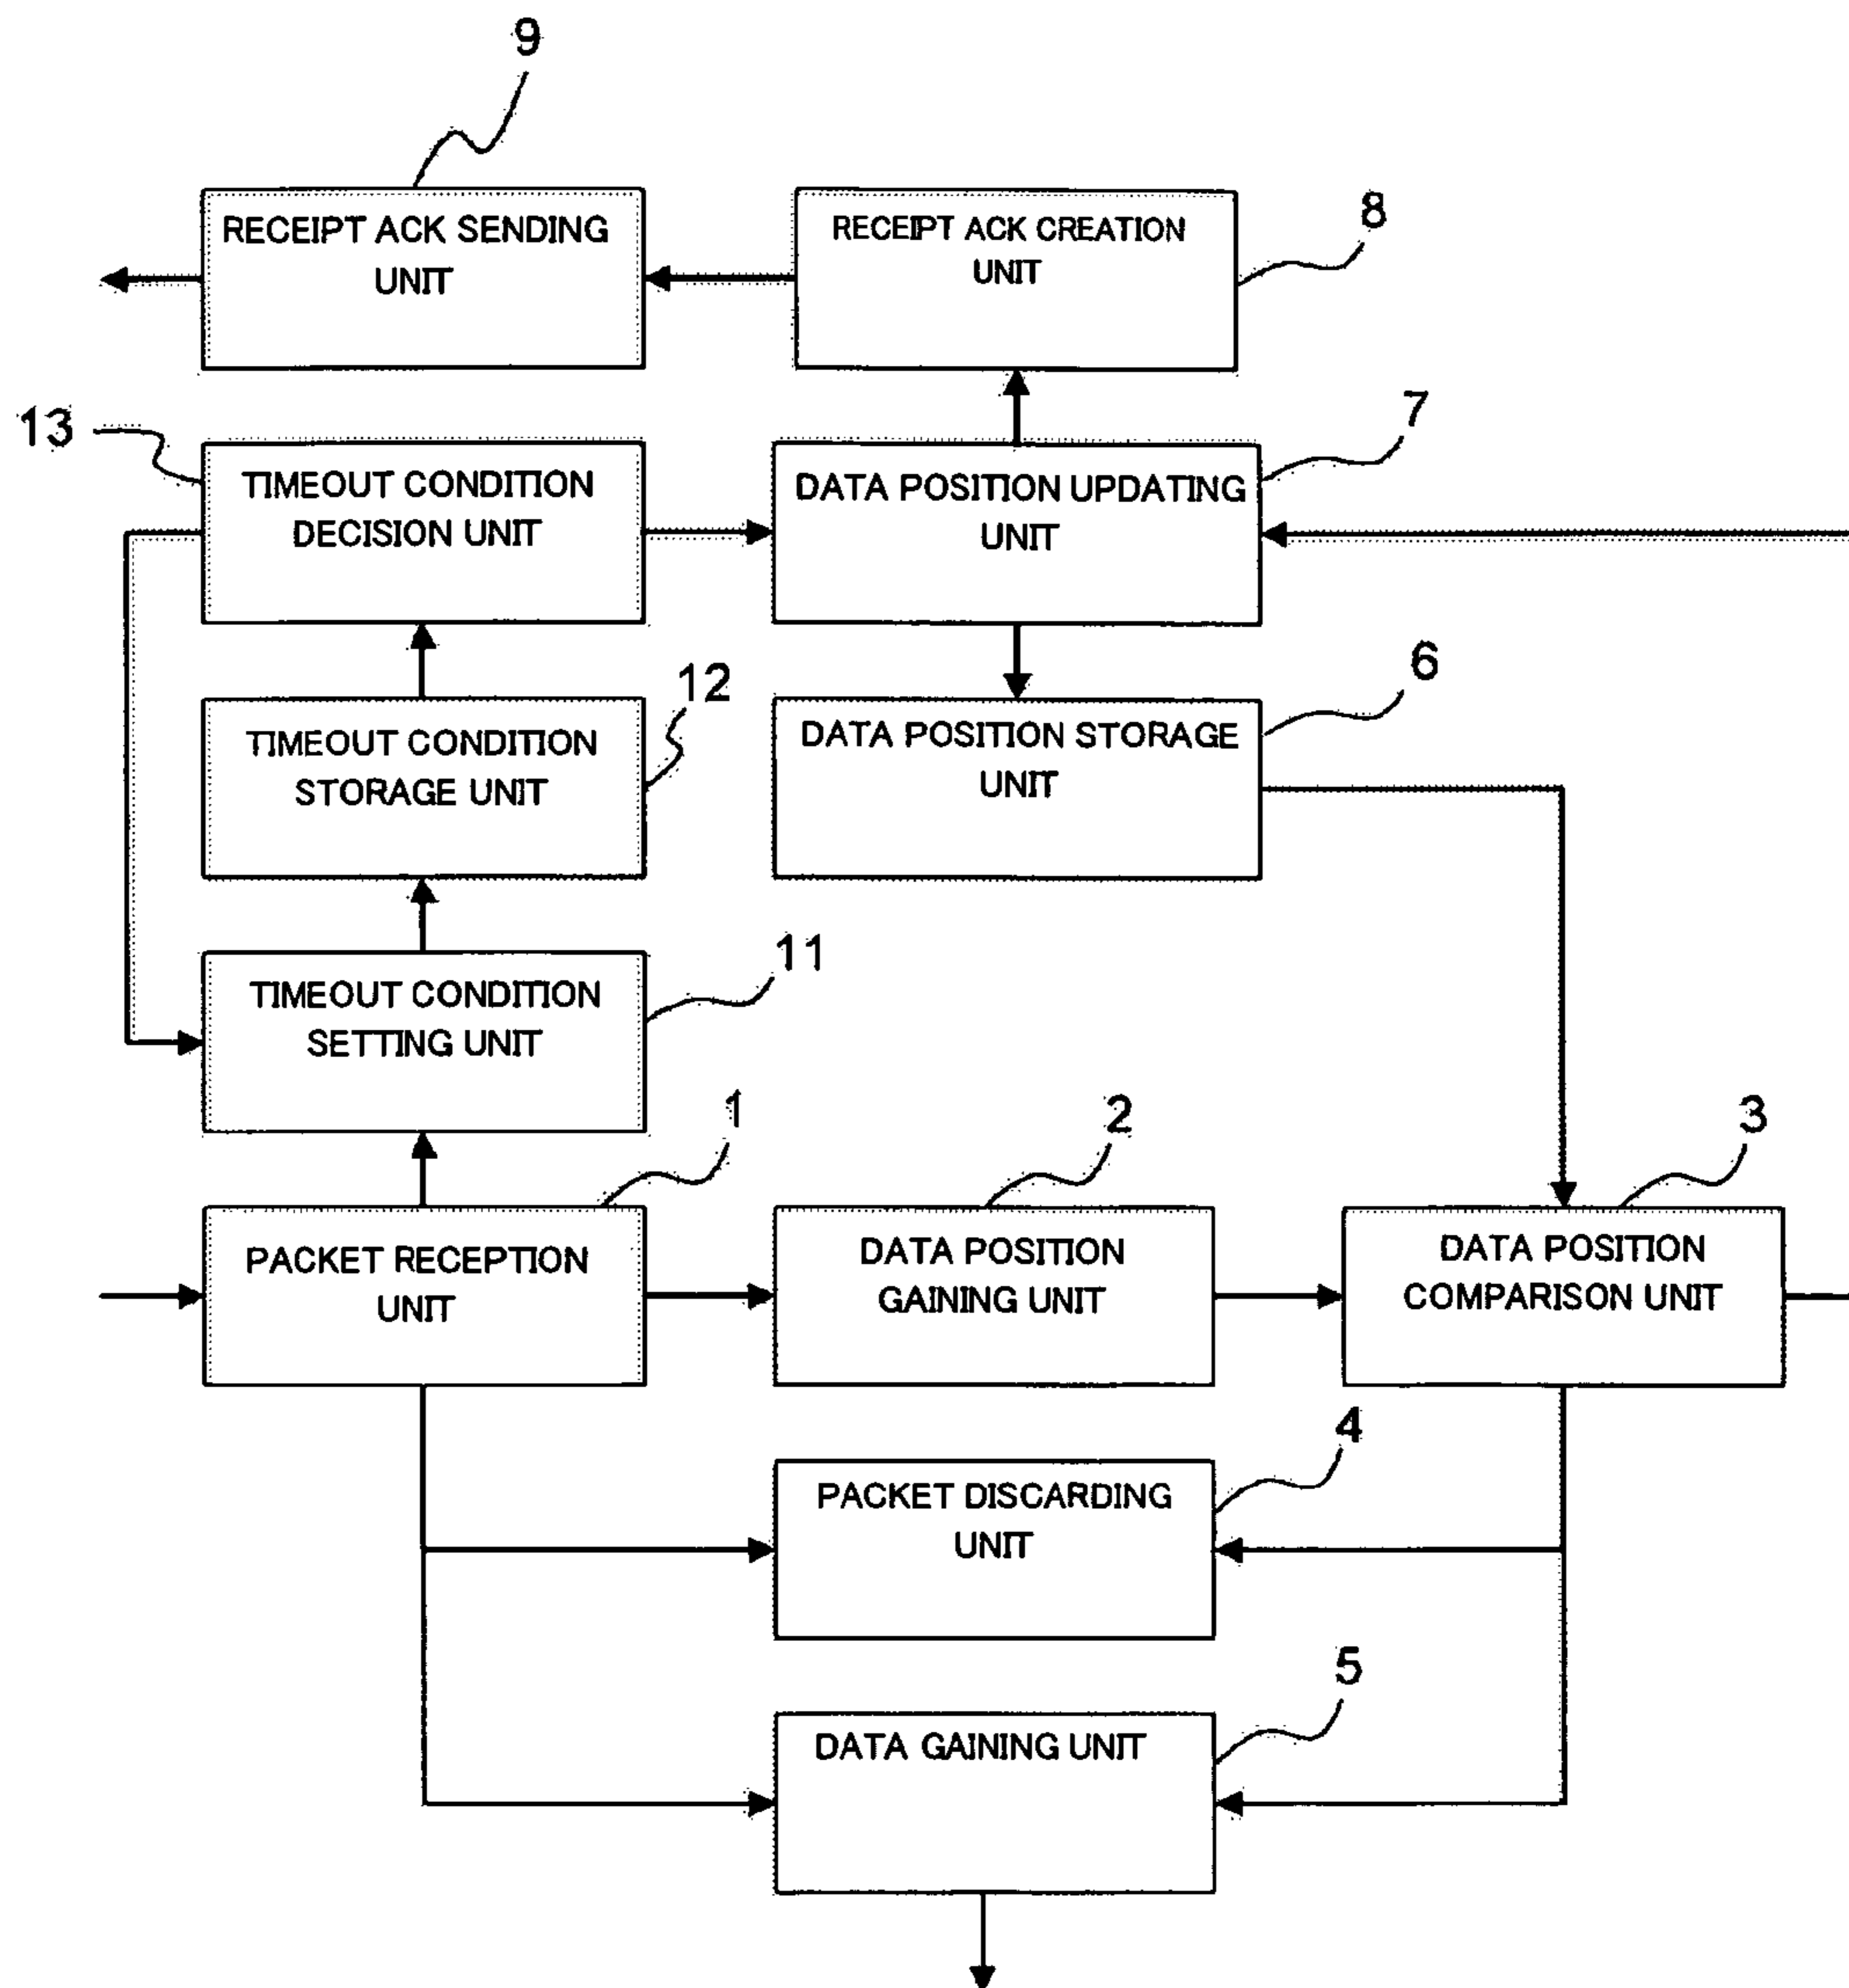 9
RECEIPT ACK SENDING
UNIT
RECEIPT ACK CREATION
UNIT
8
13
TIMEOUT CONDITION
DECISION UNIT
DATA POSITION UPDATING
UNIT
7
TIMEOUT CONDITION
STORAGE UNIT
12
DATA POSITION STORAGE
UNIT
6
TIMEOUT CONDITION
SETTING UNIT
11
1
PACKET RECEPTION
UNIT
2
DATA POSITION
GAINING UNIT
3
DATA POSITION
COMPARISON UNIT
4
PACKET DISCARDING
UNIT
5
DATA GAINING UNIT